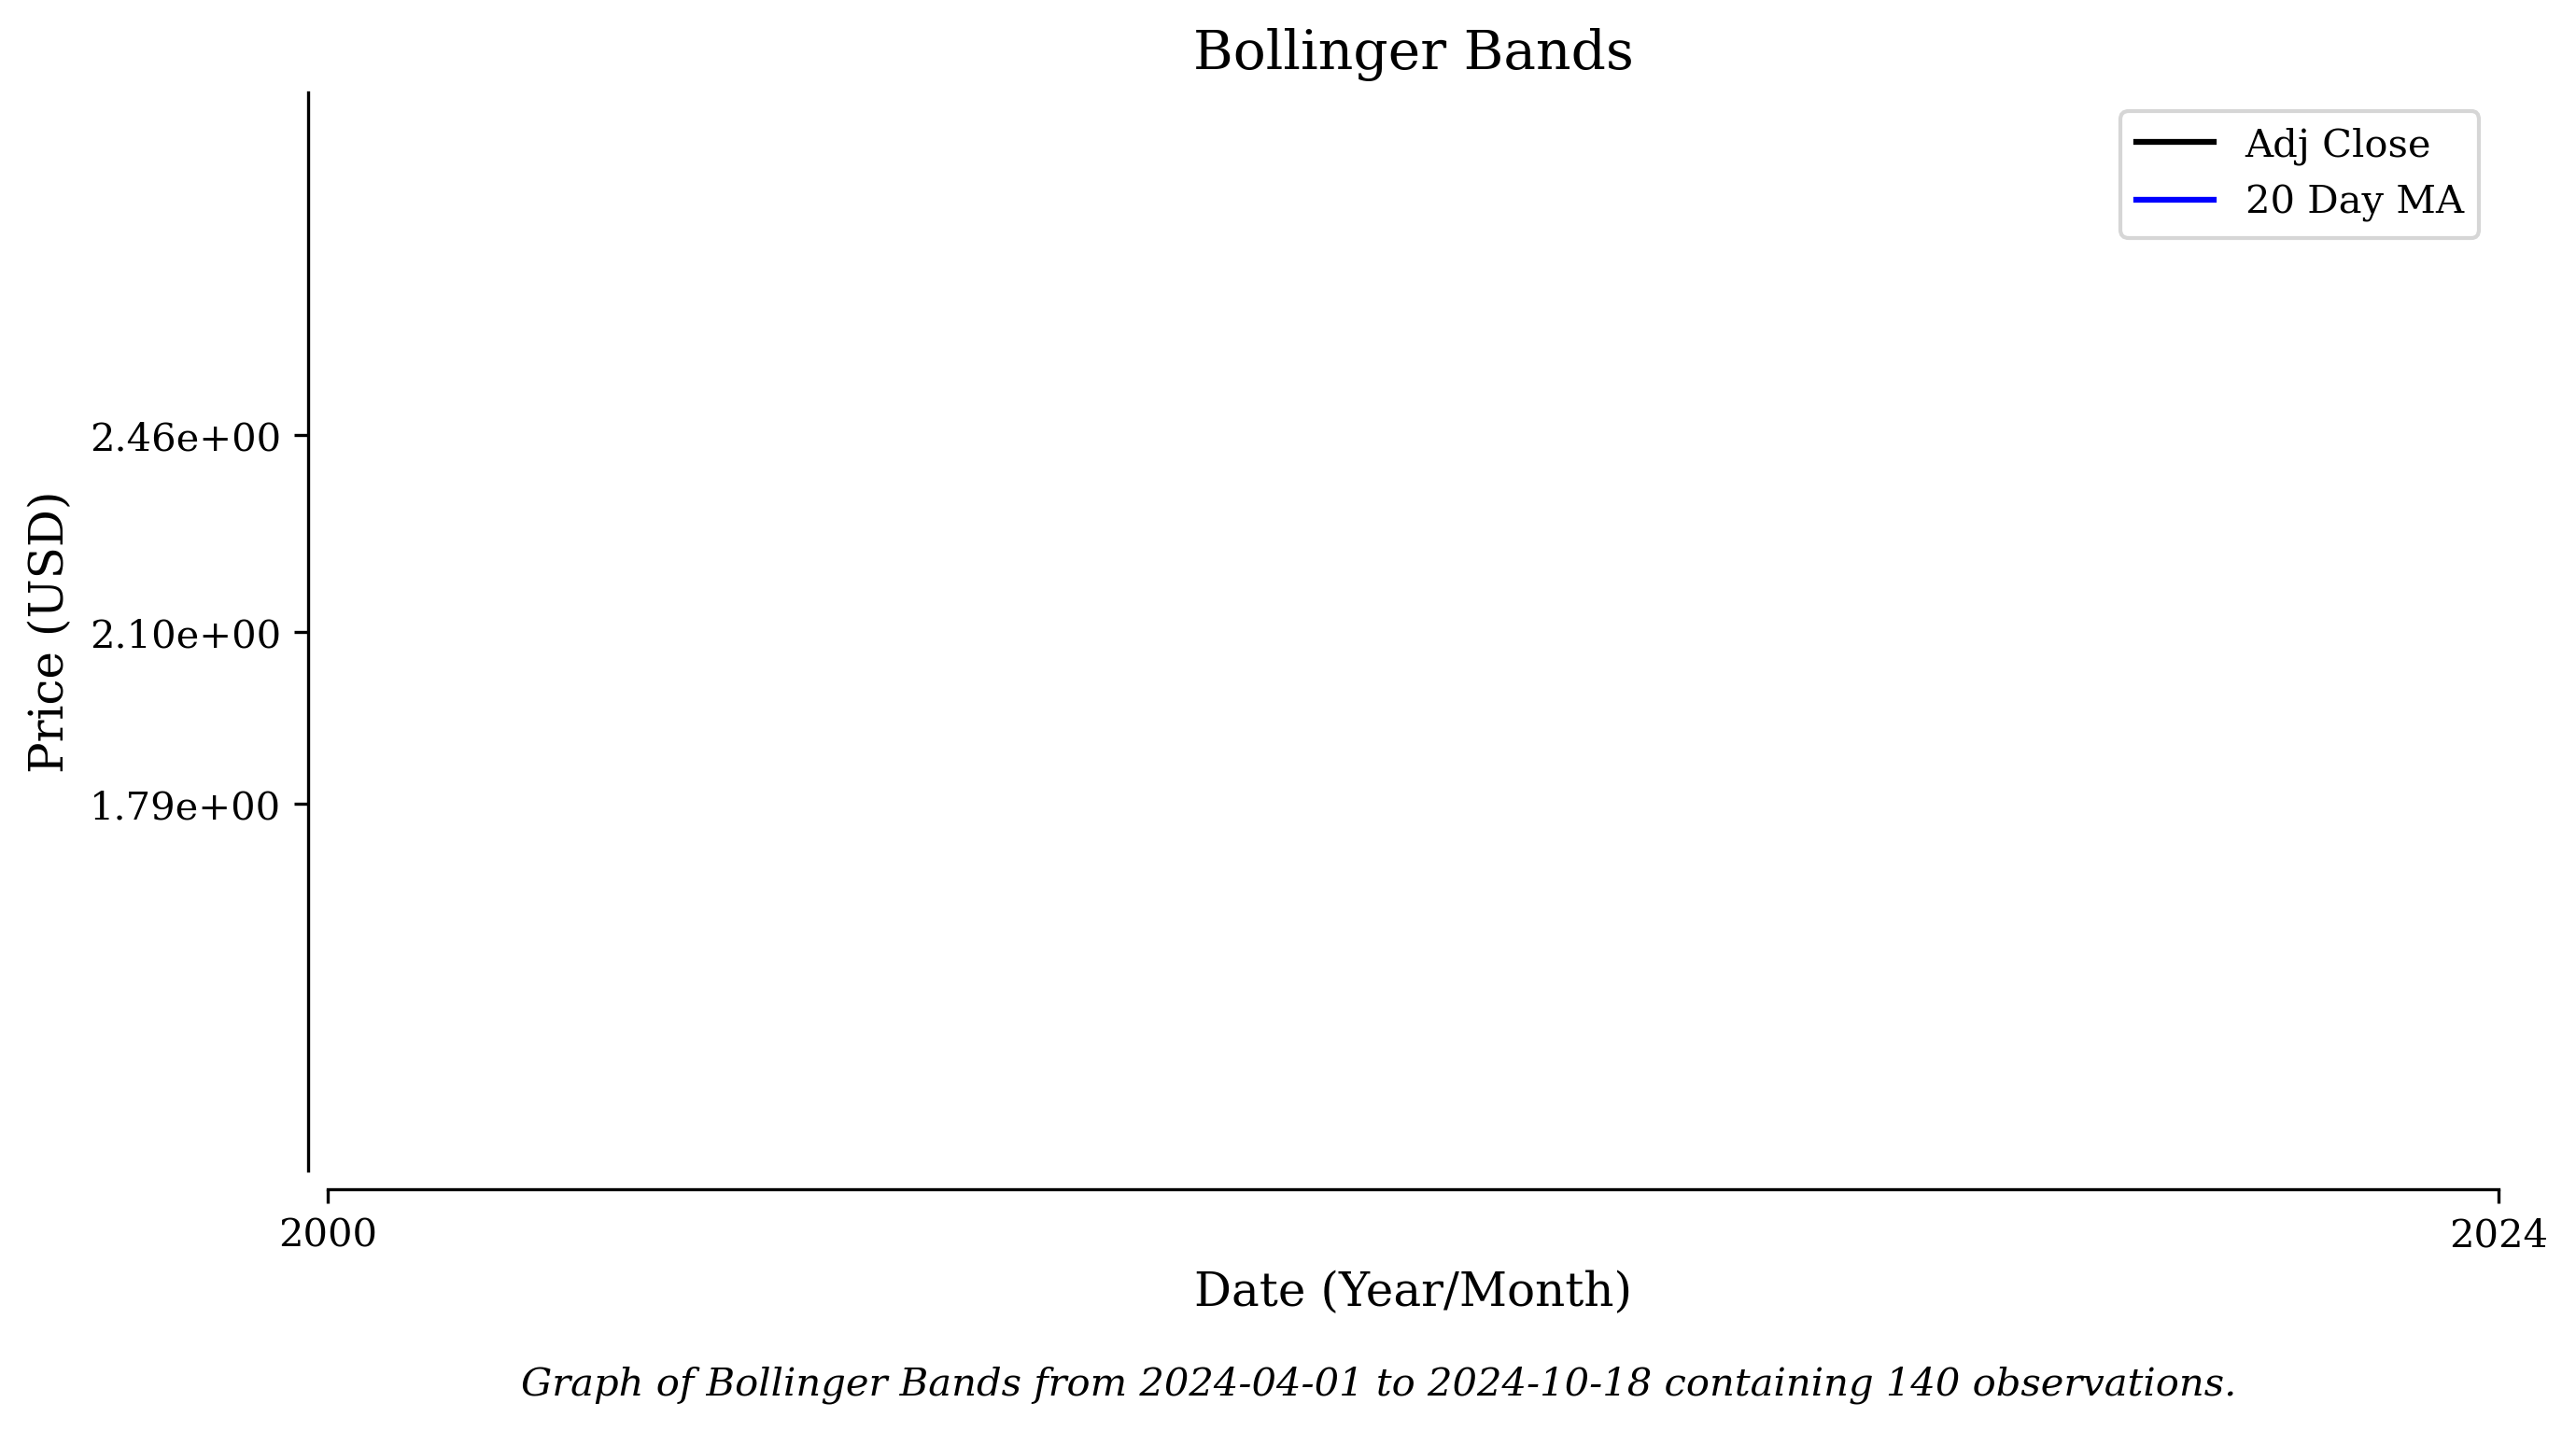 Bollinger Bands
Adj Close
20 Day MA
2.46e+00
2.10e+00
1.79e+00
Price (USD)
2000
2024
Date (Year/Month)
Graph of Bollinger Bands from 2024-04-01 to 2024-10-18 containing 140 observations.